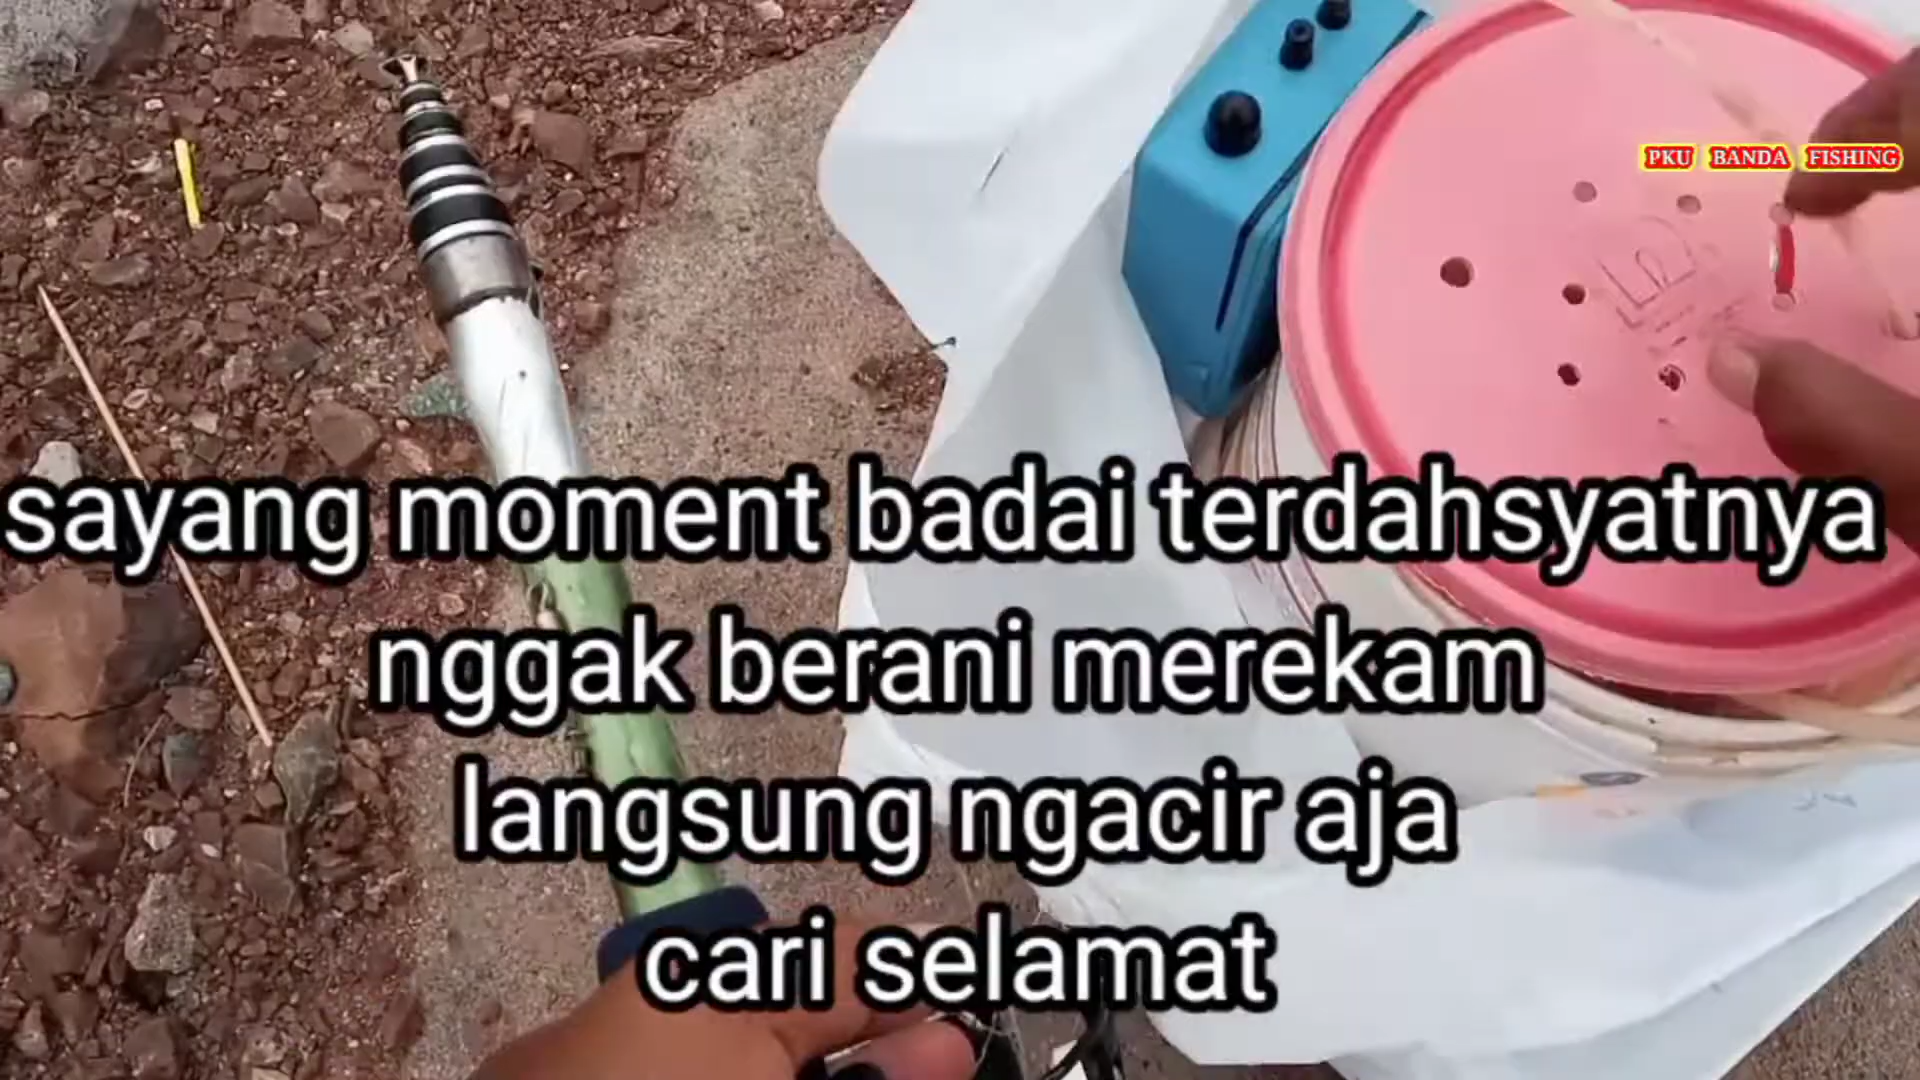 PKU BANDA FISHING
sayang moment badai terdahsyatnya
nggak berani merekam
langsung ngacir aja
cari selamat